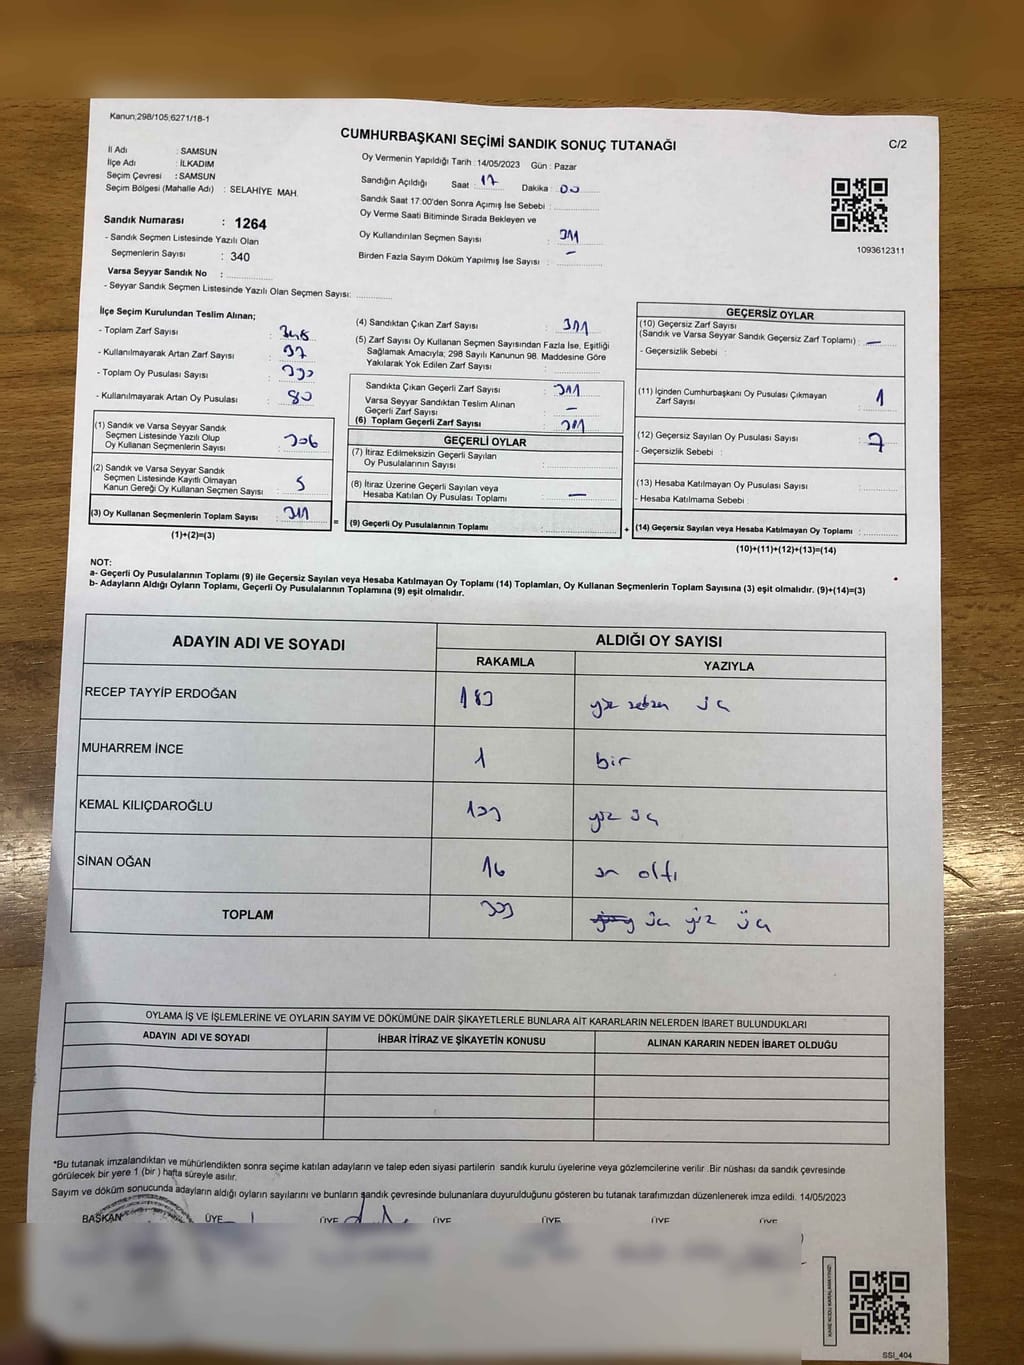 Kanun;298/105;6271/18-1
CUMHURBAŞKANI SEÇİMİ SANDIK SONUÇ TUTANAĞI
C/2
İl Adı : SAMSUN
İlçe Adı : İLKADIM
Seçim Çevresi : SAMSUN
Seçim Bölgesi (Mahalle Adı) : SELAHİYE MAH.
Oy Vermenin Yapıldığı Tarih : 14/05/2023 Gün : Pazar
Sandığın Açıldığı Saat : 17 Dakika : 00
Sandık Saat 17:00'den Sonra Açımış İse Sebebi :
Oy Verme Saati Bitiminde Sırada Bekleyen ve
Oy Kullandırılan Seçmen Sayısı : 311
Birden Fazla Sayım Döküm Yapılmış İse Sayısı : –
1093612311
Sandık Numarası : 1264
- Sandık Seçmen Listesinde Yazılı Olan
Seçmenlerin Sayısı : 340
Varsa Seyyar Sandık No :
- Seyyar Sandık Seçmen Listesinde Yazılı Olan Seçmen Sayısı:
İlçe Seçim Kurulundan Teslim Alınan;
- Toplam Zarf Sayısı :
- Kullanılmayarak Artan Zarf Sayısı :
- Toplam Oy Pusulası Sayısı :
- Kullanılmayarak Artan Oy Pusulası : 80
(1) Sandık ve Varsa Seyyar Sandık
Seçmen Listesinde Yazılı Olup
Oy Kullanan Seçmenlerin Sayısı : 306
(2) Sandık ve Varsa Seyyar Sandık
Seçmen Listesinde Kayıtlı Olmayan
Kanun Gereği Oy Kullanan Seçmen Sayısı : 5
(3) Oy Kullanan Seçmenlerin Toplam Sayısı : 311
(1)+(2)=(3)
=
(4) Sandıktan Çıkan Zarf Sayısı : 311
(5) Zarf Sayısı Oy Kullanan Seçmen Sayısından Fazla İse, Eşitliği
Sağlamak Amacıyla; 298 Sayılı Kanunun 98. Maddesine Göre
Yakılarak Yok Edilen Zarf Sayısı :
Sandıkta Çıkan Geçerli Zarf Sayısı : 311
Varsa Seyyar Sandıktan Teslim Alınan
Geçerli Zarf Sayısı : –
(6) Toplam Geçerli Zarf Sayısı : 311
GEÇERLİ OYLAR
(7) İtiraz Edilmeksizin Geçerli Sayılan
Oy Pusulalarının Sayısı :
(8) İtiraz Üzerine Geçerli Sayılan veya
Hesaba Katılan Oy Pusulası Toplamı : –
(9) Geçerli Oy Pusulalarının Toplamı :
+
GEÇERSİZ OYLAR
(10) Geçersiz Zarf Sayısı
(Sandık ve Varsa Seyyar Sandık Geçersiz Zarf Toplamı) : –
- Geçersizlik Sebebi :
(11) İçinden Cumhurbaşkanı Oy Pusulası Çıkmayan
Zarf Sayısı : 1
(12) Geçersiz Sayılan Oy Pusulası Sayısı : 7
- Geçersizlik Sebebi :
(13) Hesaba Katılmayan Oy Pusulası Sayısı :
- Hesaba Katılmama Sebebi :
(14) Geçersiz Sayılan veya Hesaba Katılmayan Oy Toplamı :
(10)+(11)+(12)+(13)=(14)
NOT:
a- Geçerli Oy Pusulalarının Toplamı (9) ile Geçersiz Sayılan veya Hesaba Katılmayan Oy Toplamı (14) Toplamları, Oy Kullanan Seçmenlerin Toplam Sayısına (3) eşit olmalıdır. (9)+(14)=(3)
b- Adayların Aldığı Oyların Toplamı, Geçerli Oy Pusulalarının Toplamına (9) eşit olmalıdır.
ADAYIN ADI VE SOYADI
ALDIĞI OY SAYISI
RAKAMLA
YAZIYLA
RECEP TAYYİP ERDOĞAN 183 yüz seksen üç
MUHARREM İNCE 1 bir
KEMAL KILIÇDAROĞLU 103 yüz üç
SİNAN OĞAN 16 on altı
TOPLAM 303 üç yüz üç
OYLAMA İŞ VE İŞLEMLERİNE VE OYLARIN SAYIM VE DÖKÜMÜNE DAİR ŞİKAYETLERLE BUNLARA AİT KARARLARIN NELERDEN İBARET BULUNDUKLARI
ADAYIN ADI VE SOYADI
İHBAR İTİRAZ VE ŞİKAYETİN KONUSU
ALINAN KARARIN NEDEN İBARET OLDUĞU
*Bu tutanak imzalandıktan ve mühürlendikten sonra seçime katılan adayların ve talep eden siyasi partilerin sandık kurulu üyelerine veya gözlemcilerine verilir .Bir nüshası da sandık çevresinde
görülecek bir yere 1 (bir ) hafta süreyle asılır.
Sayım ve döküm sonucunda adayların aldığı oyların sayılarını ve bunların şandık çevresinde bulunanlara duyurulduğunu gösteren bu tutanak tarafımızdan düzenlenerek imza edildi. 14/05/2023
BAŞKAN ÜYE ÜYE ÜYE ÜYE ÜYE ÜYE
KARE KODU KARALAMAYINIZ!
SSI_404